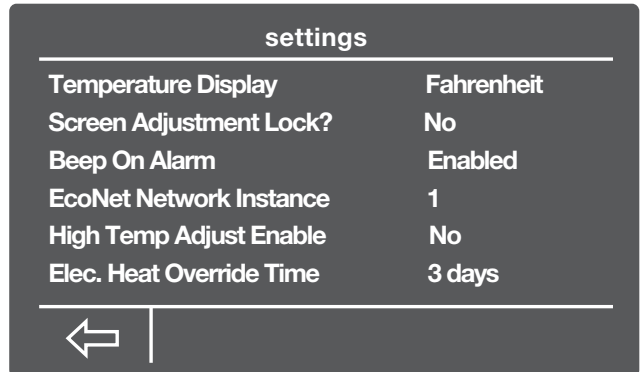 settings
Temperature Display Fahrenheit
Screen Adjustment Lock? No
Beep On Alarm Enabled
EcoNet Network Instance 1
High Temp Adjust Enable No
Elec. Heat Override Time 3 days